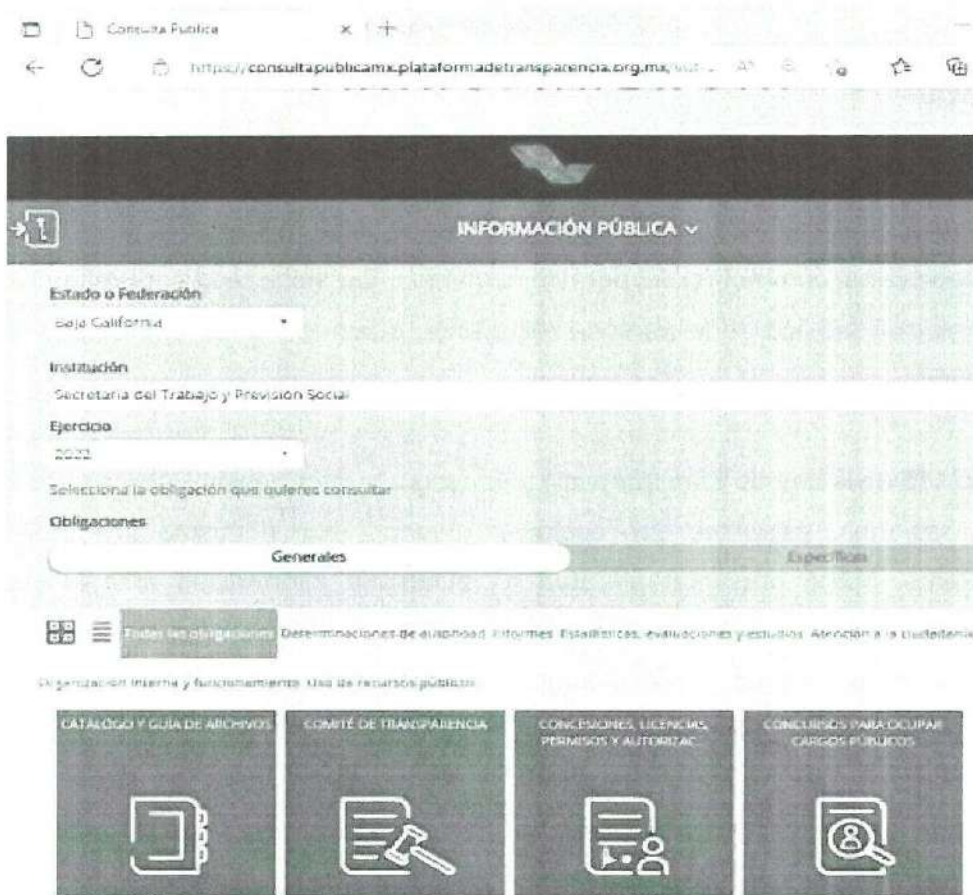 Consulta Publica
https://consultapublicamx.plataformadetransparencia.org.mx/
INFORMACIÓN PÚBLICA
Estado o Federación
Baja California
Institución
Secretaría del Trabajo y Previsión Social
Ejercicio
2022
Selecciona la obligación que quieres consultar
Obligaciones
Generales Específicas
Todas las obligaciones Determinaciones de autoridad Informes Estadísticas, evaluaciones y estudios Atención a la ciudadanía
Organización interna y funcionamiento Uso de recursos públicos
CATÁLOGO Y GUÍA DE ARCHIVOS COMITÉ DE TRANSPARENCIA CONCESIONES, LICENCIAS, CONCURSOS PARA OCUPAR
PERMISOS Y AUTORIZAC... CARGOS PÚBLICOS